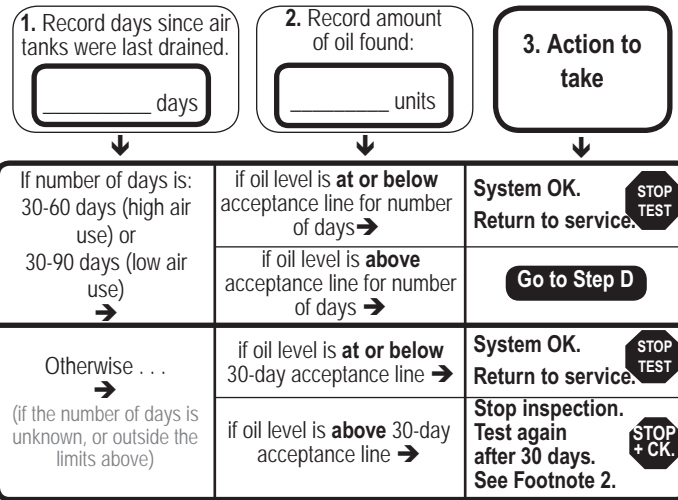 1. Record days since air
tanks were last drained.
_________ days
2. Record amount
of oil found:
_________ units
3. Action to
take
If number of days is:
30-60 days (high air
use) or
30-90 days (low air
use)
➔
if oil level is at or below
acceptance line for number
of days➔
System OK.
Return to service.
STOP
TEST
if oil level is above
acceptance line for number
of days ➔
Go to Step D
Otherwise . . .
➔
(if the number of days is
unknown, or outside the
limits above)
if oil level is at or below
30-day acceptance line ➔
System OK.
Return to service.
STOP
TEST
if oil level is above 30-day
acceptance line ➔
Stop inspection.
Test again
after 30 days.
See Footnote 2.
STOP
+ CK.